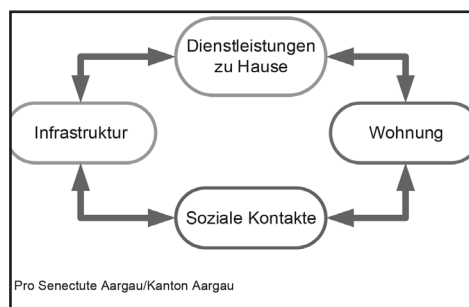 Dienstleistungen
zu Hause
Infrastruktur
Wohnung
Soziale Kontakte
Pro Senectute Aargau/Kanton Aargau